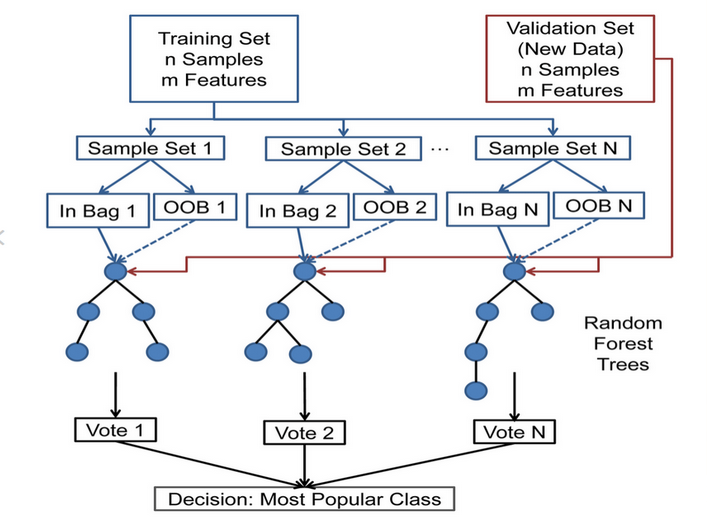 Training Set
n Samples
m Features
Validation Set
(New Data)
n Samples
m Features
Sample Set 1
Sample Set 2
...
Sample Set N
In Bag 1
OOB 1
In Bag 2
OOB 2
In Bag N
OOB N
Random
Forest
Trees
Vote 1
Vote 2
Vote N
Decision: Most Popular Class